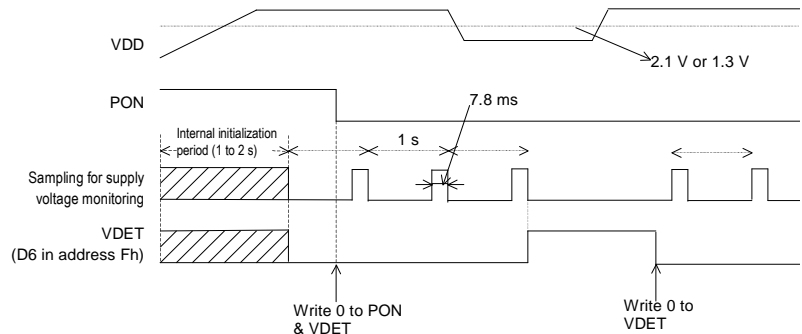 VDD
2.1 V or 1.3 V
PON
7.8 ms
Internal initialization
period (1 to 2 s)
1 s
Sampling for supply
voltage monitoring
VDET
(D6 in address Fh)
Write 0 to PON
& VDET
Write 0 to
VDET